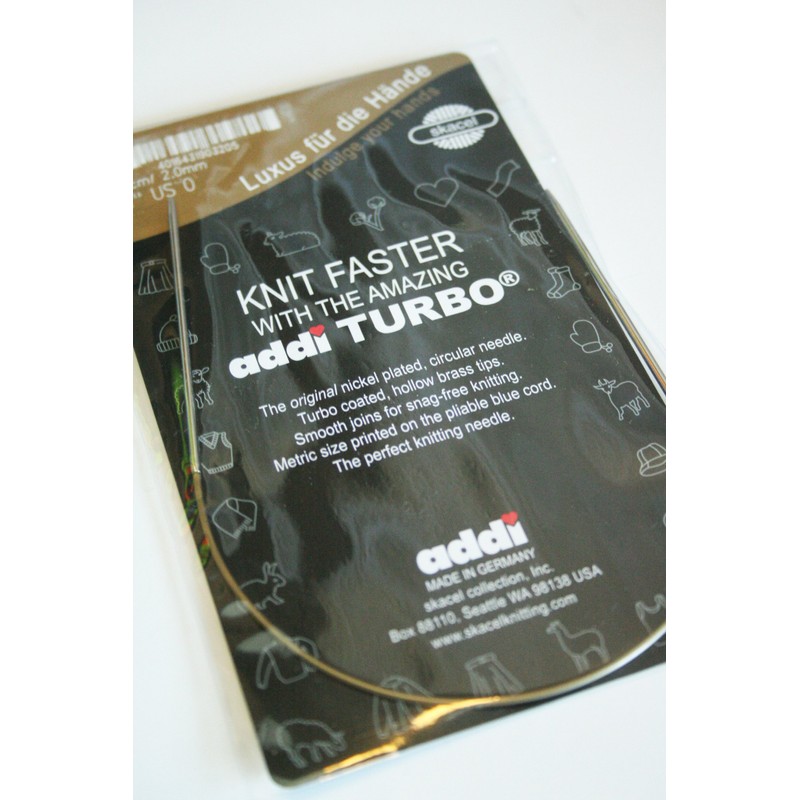 4016431003205
cm/ 2.0mm
US 0
Luxus für die Hände
Indulge your hands
skacel
KNIT FASTER
WITH THE AMAZING
addi TURBO®
The original nickel plated, circular needle.
Turbo coated, hollow brass tips.
Smooth joins for snag-free knitting.
Metric size printed on the pliable blue cord.
The perfect knitting needle.
addi
MADE IN GERMANY
skacel collection, Inc.
Box 88110, Seattle WA 98138 USA
www.skacelknitting.com